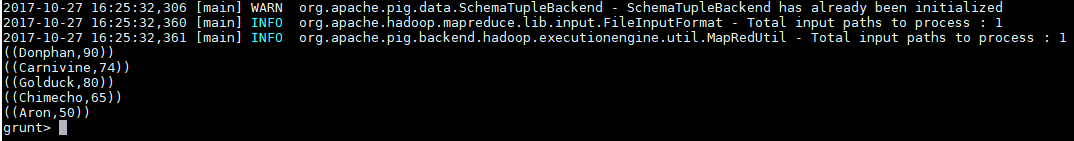 2017-10-27 16:25:32,306 [main] WARN  org.apache.pig.data.SchemaTupleBackend - SchemaTupleBackend has already been initialized
2017-10-27 16:25:32,360 [main] INFO  org.apache.hadoop.mapreduce.lib.input.FileInputFormat - Total input paths to process : 1
2017-10-27 16:25:32,361 [main] INFO  org.apache.pig.backend.hadoop.executionengine.util.MapRedUtil - Total input paths to process : 1
((Donphan,90))
((Carnivine,74))
((Golduck,80))
((Chimecho,65))
((Aron,50))
grunt>